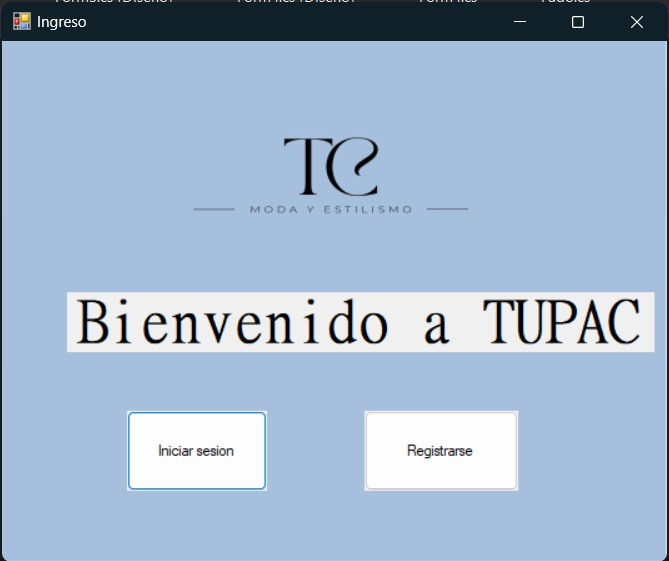 Ingreso
TC
MODA Y ESTILISMO
Bienvenido a TUPAC
Iniciar sesion
Registrarse